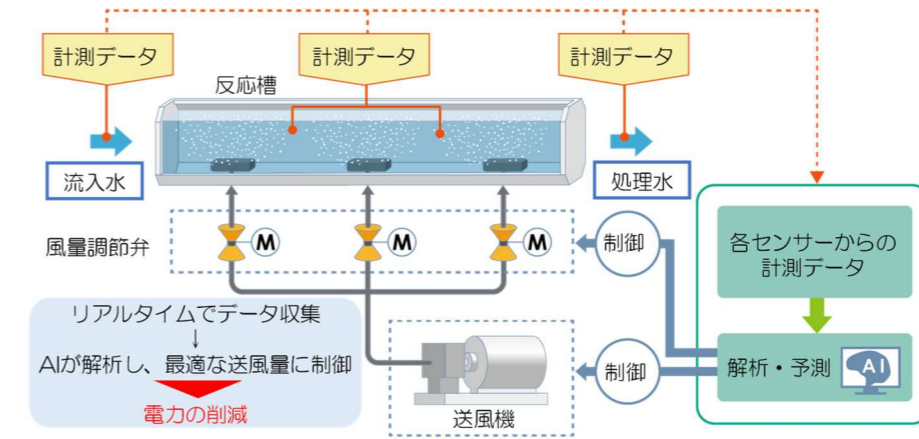 計測データ
計測データ
計測データ
反応槽
流入水
処理水
風量調節弁
M
M
M
制御
各センサーからの
計測データ
リアルタイムでデータ収集
↓
AIが解析し、最適な送風量に制御
電力の削減
制御
解析・予測
AI
送風機